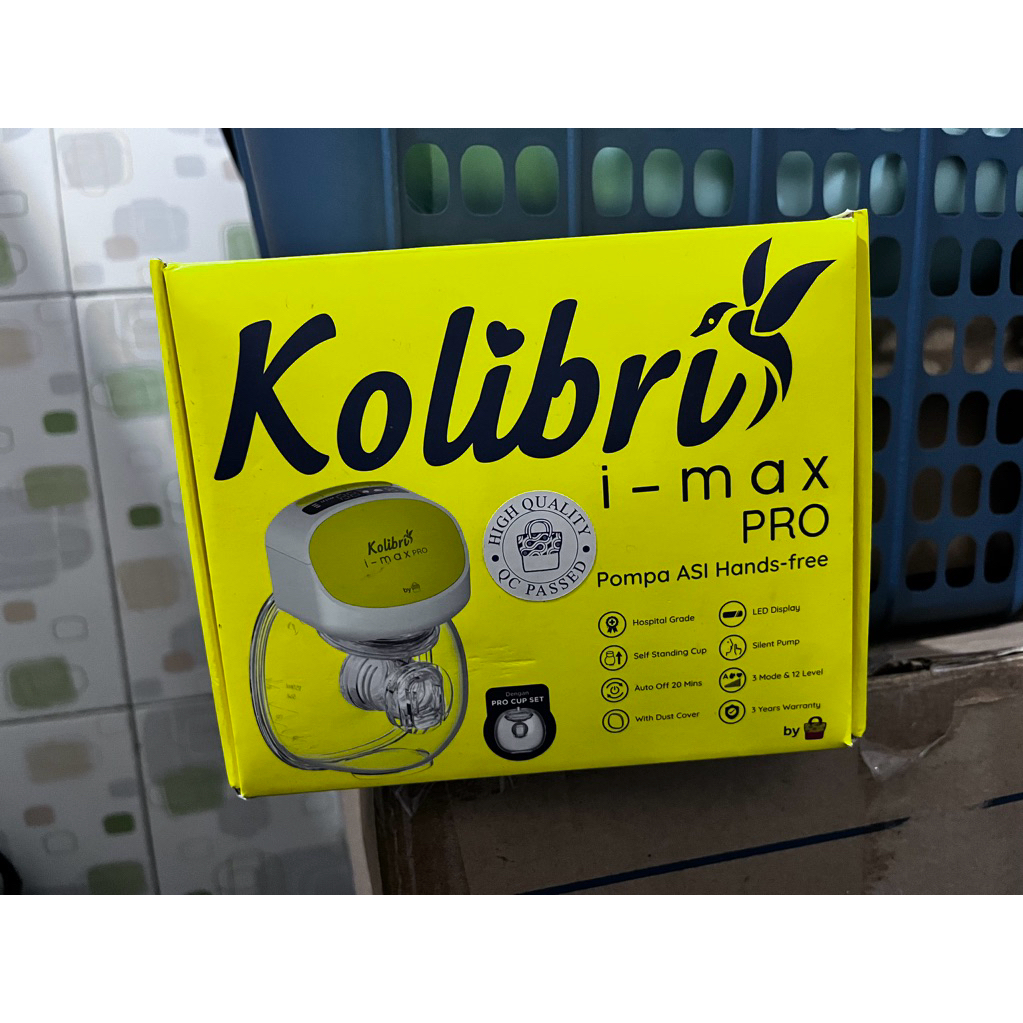 Kolibri
i-max
PRO
Pompa ASI Hands-free
HIGH QUALITY
QC PASSED
Kolibri
i-max PRO
by
Dengan
PRO CUP SET
Hospital Grade
LED Display
Self Standing Cup
Silent Pump
Auto Off 20 Mins
3 Mode & 12 Level
With Dust Cover
3 Years Warranty
by